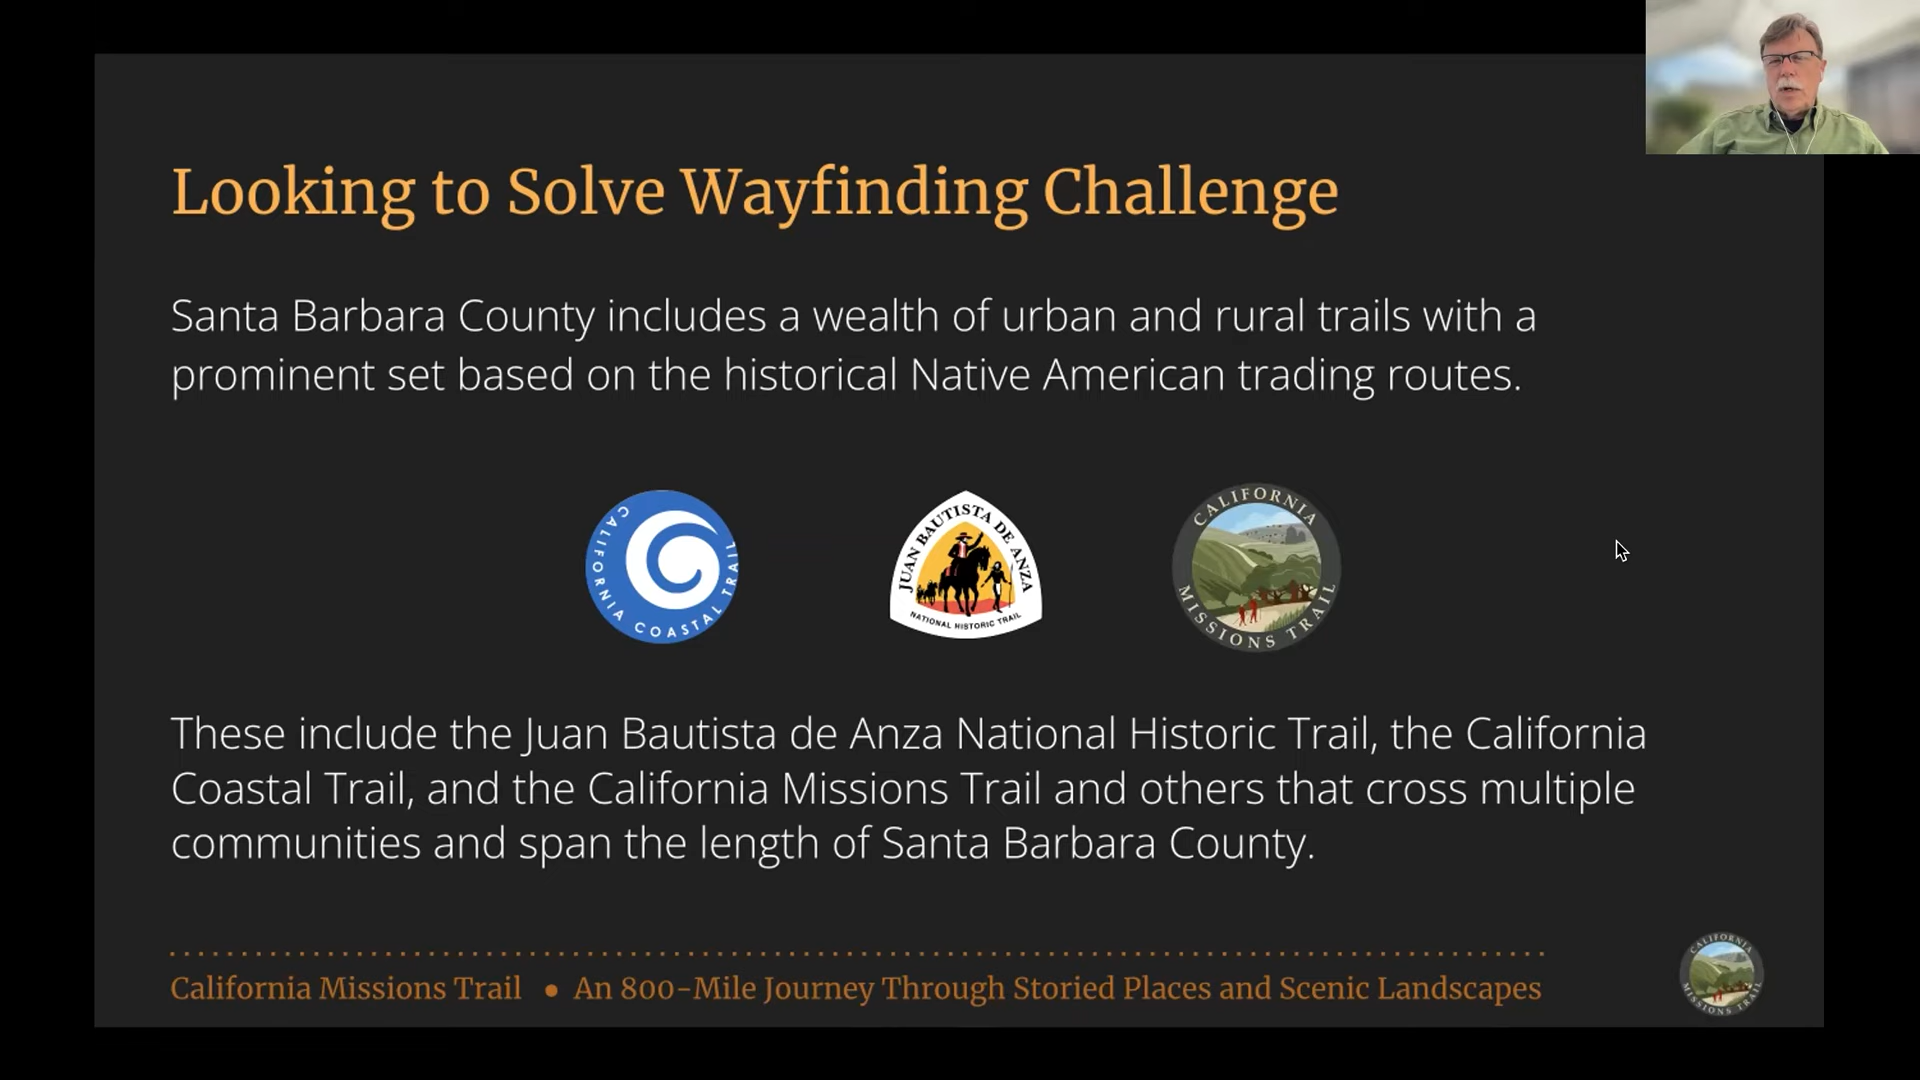 Looking to Solve Wayfinding Challenge
Santa Barbara County includes a wealth of urban and rural trails with a
prominent set based on the historical Native American trading routes.
CALIFORNIA COASTAL TRAIL
JUAN BAUTISTA DE ANZA
NATIONAL HISTORIC TRAIL
CALIFORNIA
MISSIONS TRAIL
These include the Juan Bautista de Anza National Historic Trail, the California
Coastal Trail, and the California Missions Trail and others that cross multiple
communities and span the length of Santa Barbara County.
California Missions Trail ● An 800-Mile Journey Through Storied Places and Scenic Landscapes
CALIFORNIA
MISSIONS TRAIL